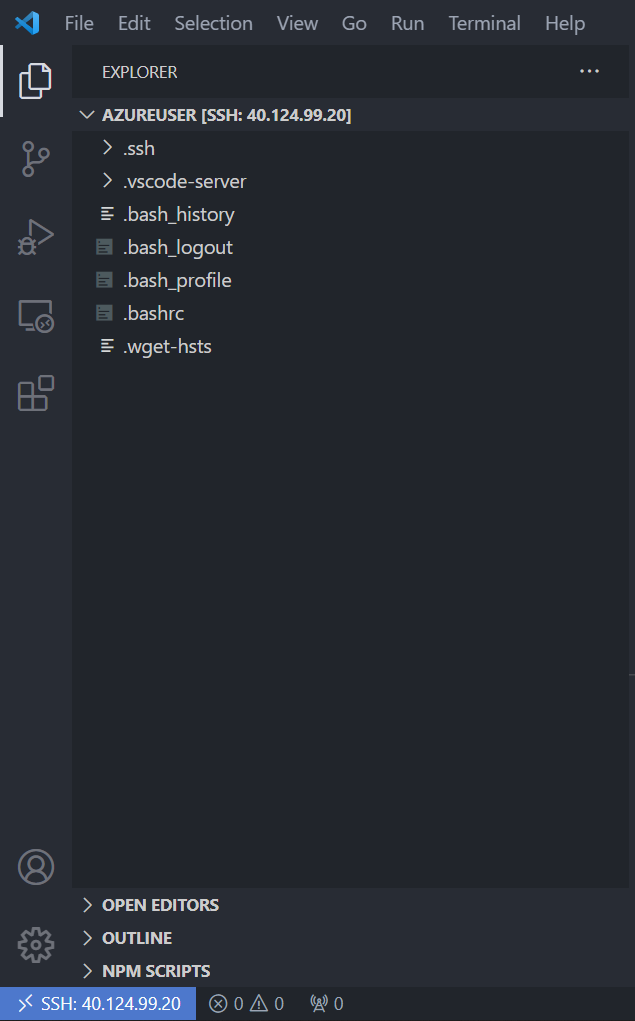 File Edit Selection View Go Run Terminal Help
EXPLORER
AZUREUSER [SSH: 40.124.99.20]
.ssh
.vscode-server
.bash_history
.bash_logout
.bash_profile
.bashrc
.wget-hsts
OPEN EDITORS
OUTLINE
NPM SCRIPTS
SSH: 40.124.99.20 0 0 0